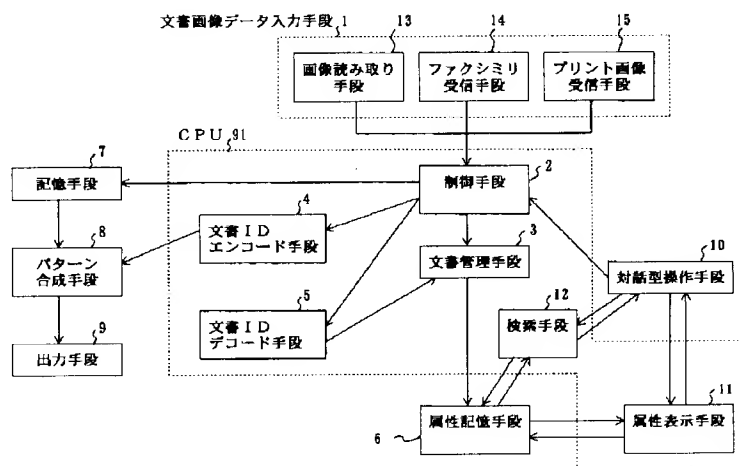 文書画像データ入力手段
1
13
14
15
画像読み取り
手段
ファクシミリ
受信手段
プリント画像
受信手段
CPU 91
7
記憶手段
2
制御手段
4
文書ID
エンコード手段
3
文書管理手段
8
パターン
合成手段
10
対話型操作手段
5
文書ID
デコード手段
12
検索手段
9
出力手段
6
属性記憶手段
11
属性表示手段